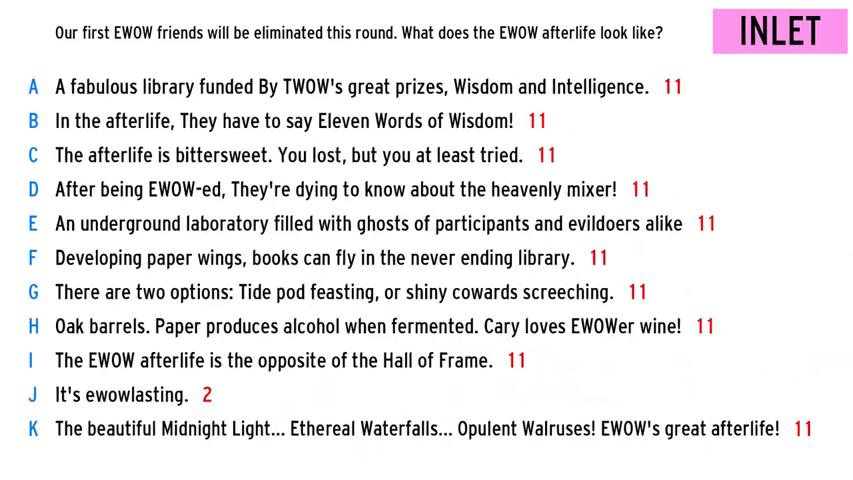 Our first EWOW friends will be eliminated this round. What does the EWOW afterlife look like?
INLET
A A fabulous library funded By TWOW's great prizes, Wisdom and Intelligence. 11
B In the afterlife, They have to say Eleven Words of Wisdom! 11
C The afterlife is bittersweet. You lost, but you at least tried. 11
D After being EWOW-ed, They're dying to know about the heavenly mixer! 11
E An underground laboratory filled with ghosts of participants and evildoers alike 11
F Developing paper wings, books can fly in the never ending library. 11
G There are two options: Tide pod feasting, or shiny cowards screeching. 11
H Oak barrels. Paper produces alcohol when fermented. Cary loves EWOWer wine! 11
I The EWOW afterlife is the opposite of the Hall of Frame. 11
J It's ewowlasting. 2
K The beautiful Midnight Light... Ethereal Waterfalls... Opulent Walruses! EWOW's great afterlife! 11